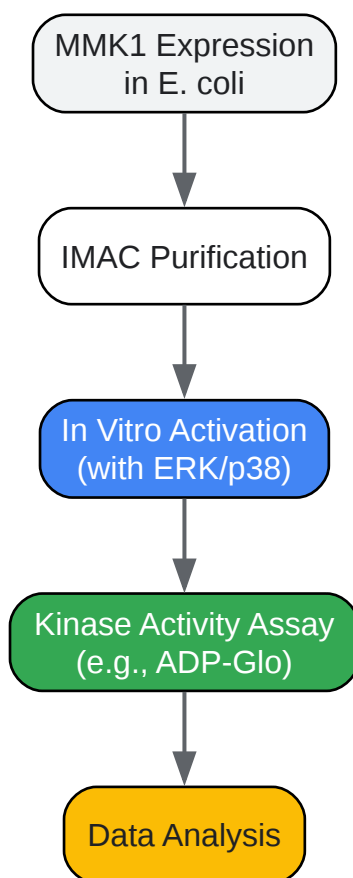 MMK1 Expression
in E. coli
IMAC Purification
In Vitro Activation
(with ERK/p38)
Kinase Activity Assay
(e.g., ADP-Glo)
Data Analysis